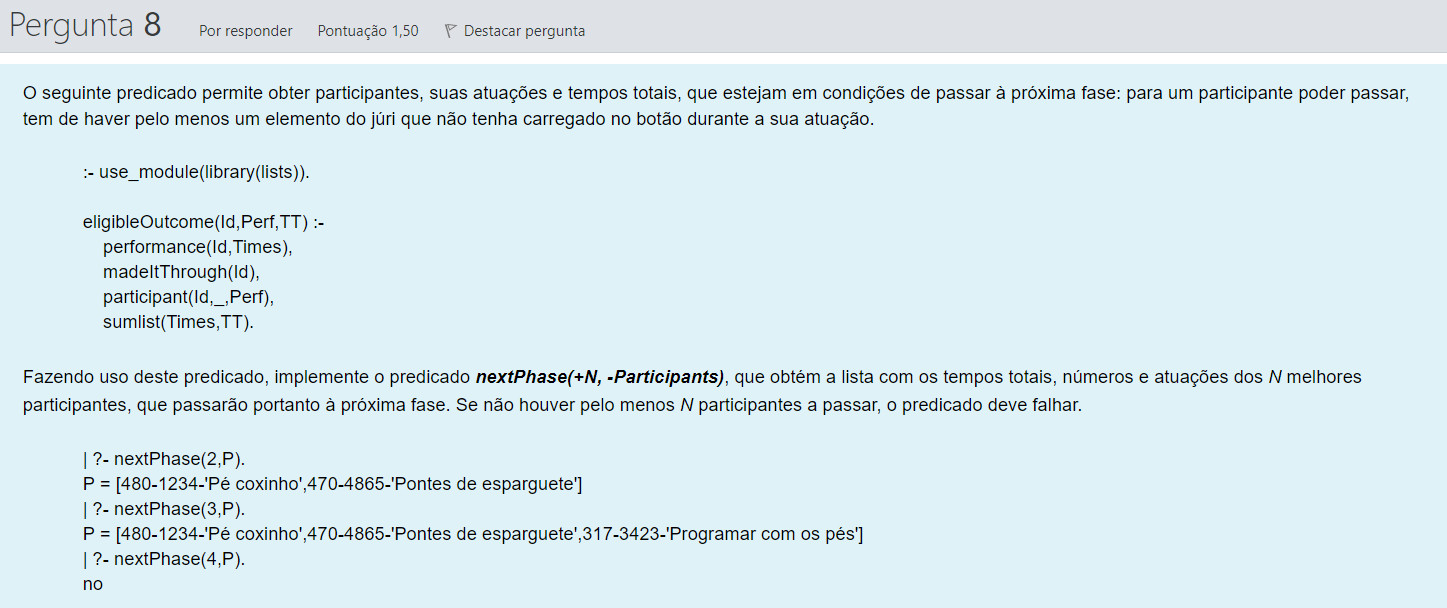 Pergunta 8 Por responder Pontuação 1,50 Destacar pergunta
O seguinte predicado permite obter participantes, suas atuações e tempos totais, que estejam em condições de passar à próxima fase: para um participante poder passar,
tem de haver pelo menos um elemento do júri que não tenha carregado no botão durante a sua atuação.
:- use_module(library(lists)).
eligibleOutcome(Id,Perf,TT) :-
performance(Id,Times),
madeItThrough(Id),
participant(Id,_,Perf),
sumlist(Times,TT).
Fazendo uso deste predicado, implemente o predicado nextPhase(+N, -Participants), que obtém a lista com os tempos totais, números e atuações dos N melhores
participantes, que passarão portanto à próxima fase. Se não houver pelo menos N participantes a passar, o predicado deve falhar.
| ?- nextPhase(2,P).
P = [480-1234-'Pé coxinho',470-4865-'Pontes de esparguete']
| ?- nextPhase(3,P).
P = [480-1234-'Pé coxinho',470-4865-'Pontes de esparguete',317-3423-'Programar com os pés']
| ?- nextPhase(4,P).
no